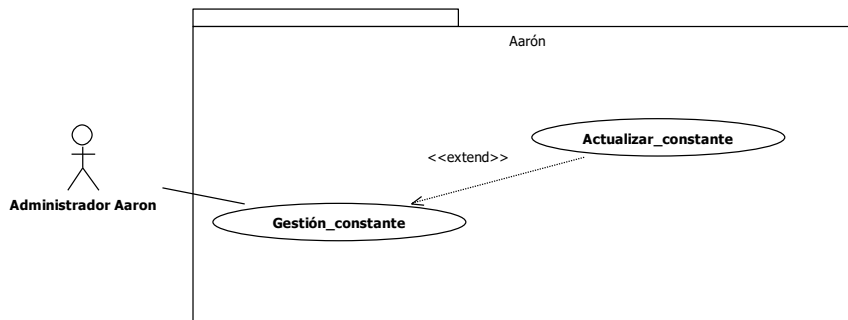 Aarón
Actualizar_constante
<<extend>>
Administrador Aaron
Gestión_constante